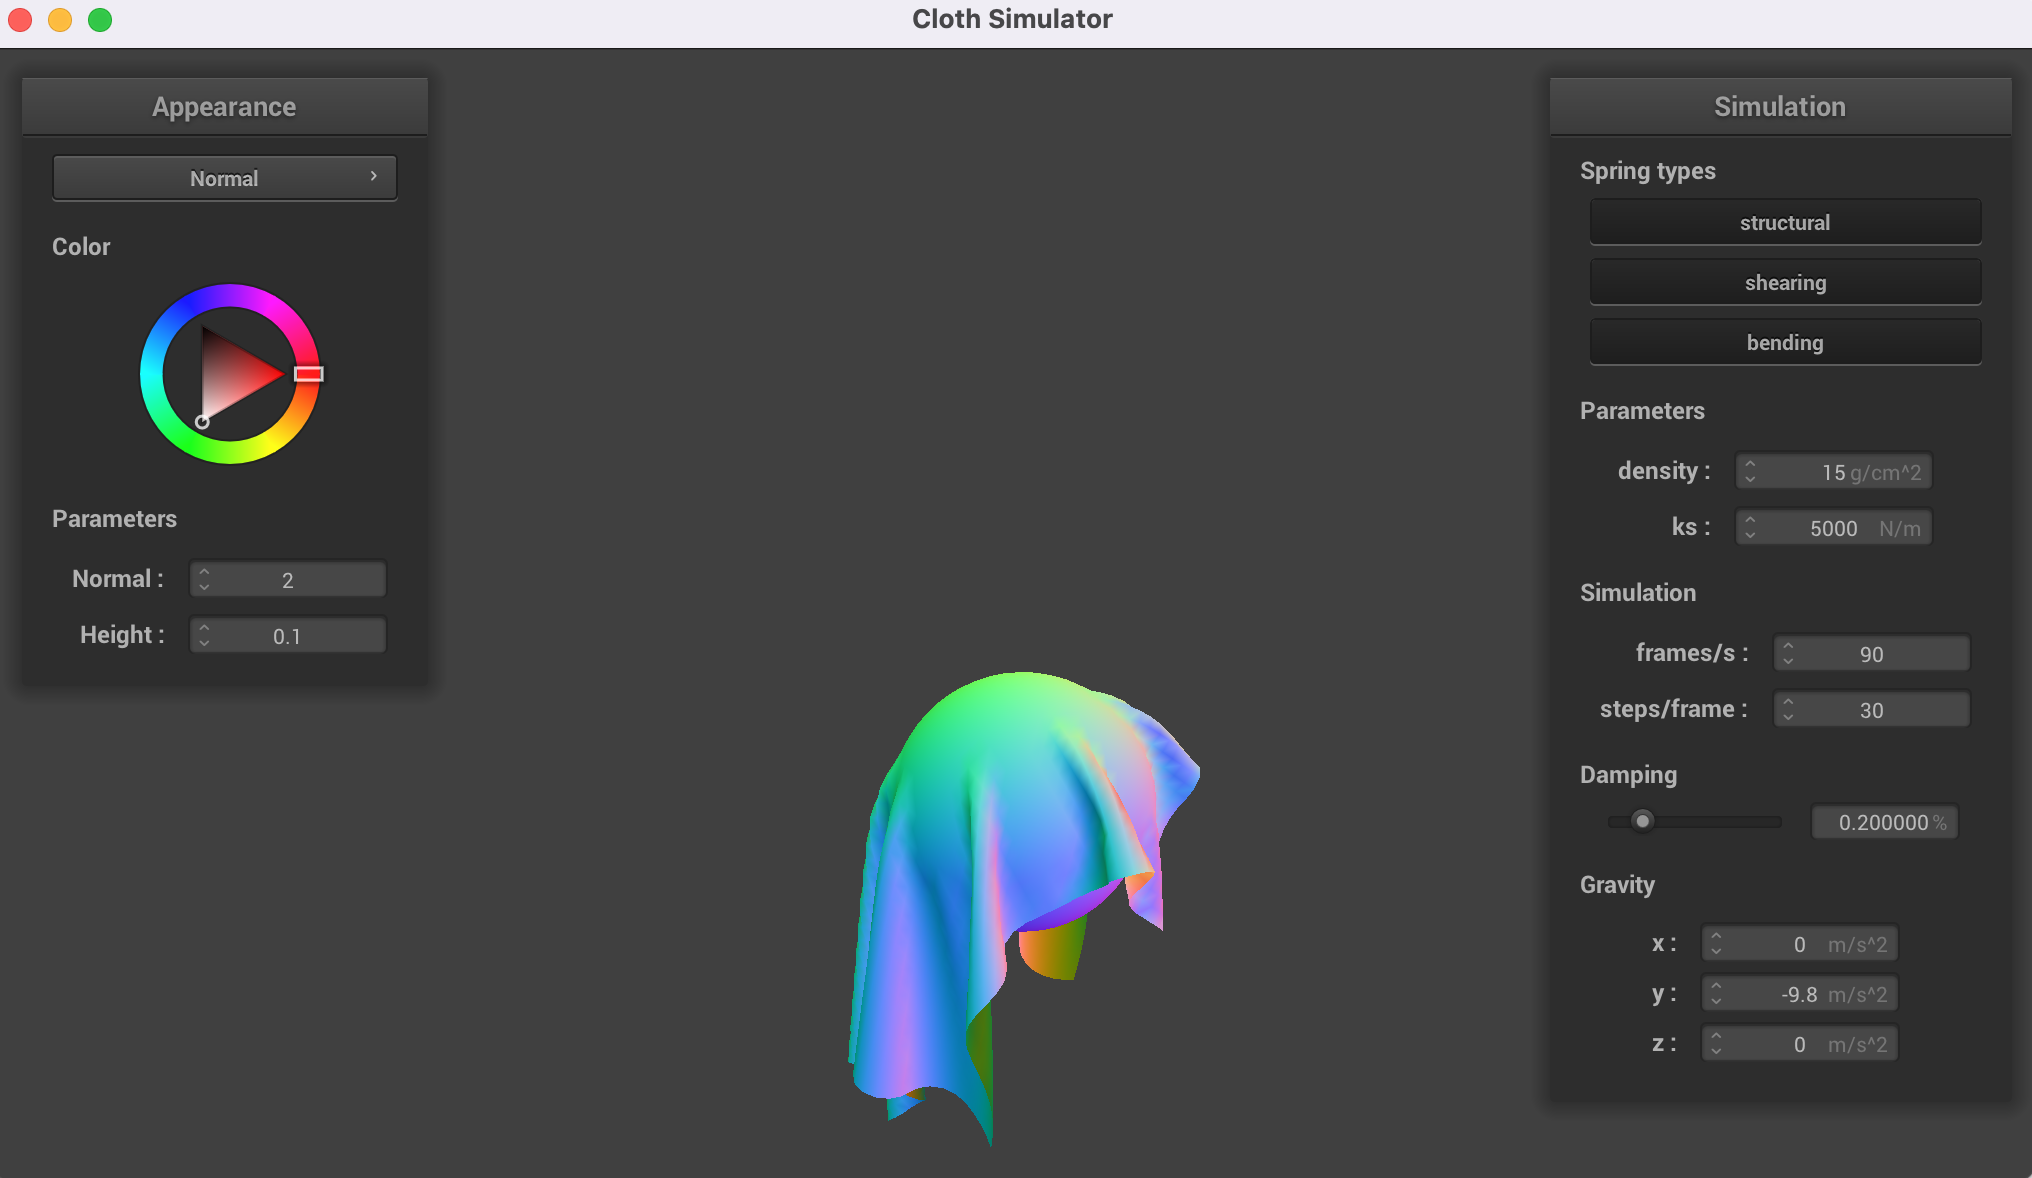 Cloth Simulator
Appearance
Normal
Color
Parameters
Normal : 2
Height : 0.1
Simulation
Spring types
structural
shearing
bending
Parameters
density : 15 g/cm^2
ks : 5000 N/m
Simulation
frames/s : 90
steps/frame : 30
Damping
0.200000 %
Gravity
x : 0 m/s^2
y : -9.8 m/s^2
z : 0 m/s^2